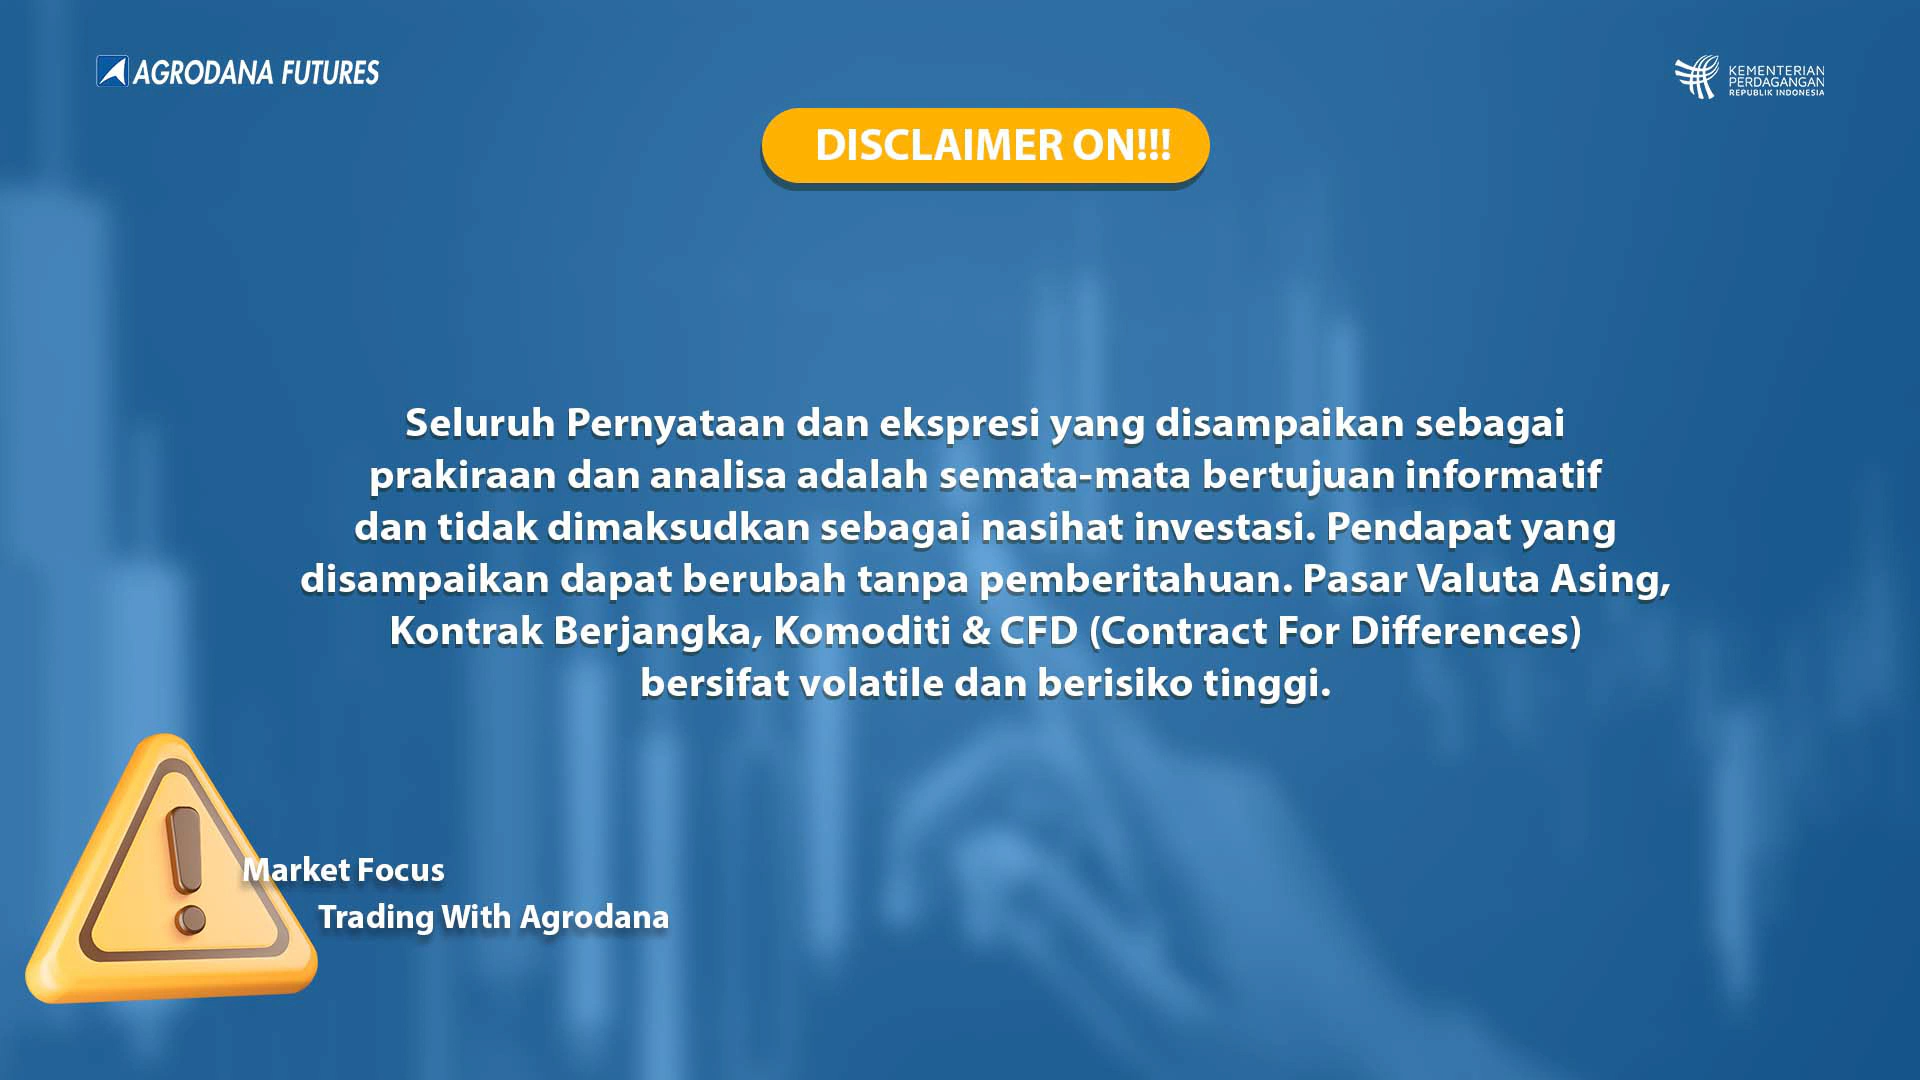 AGRODANA FUTURES
KEMENTERIAN
PERDAGANGAN
REPUBLIK INDONESIA
DISCLAIMER ON!!!
Seluruh Pernyataan dan ekspresi yang disampaikan sebagai
prakiraan dan analisa adalah semata-mata bertujuan informatif
dan tidak dimaksudkan sebagai nasihat investasi. Pendapat yang
disampaikan dapat berubah tanpa pemberitahuan. Pasar Valuta Asing,
Kontrak Berjangka, Komoditi & CFD (Contract For Differences)
bersifat volatile dan berisiko tinggi.
Market Focus
Trading With Agrodana